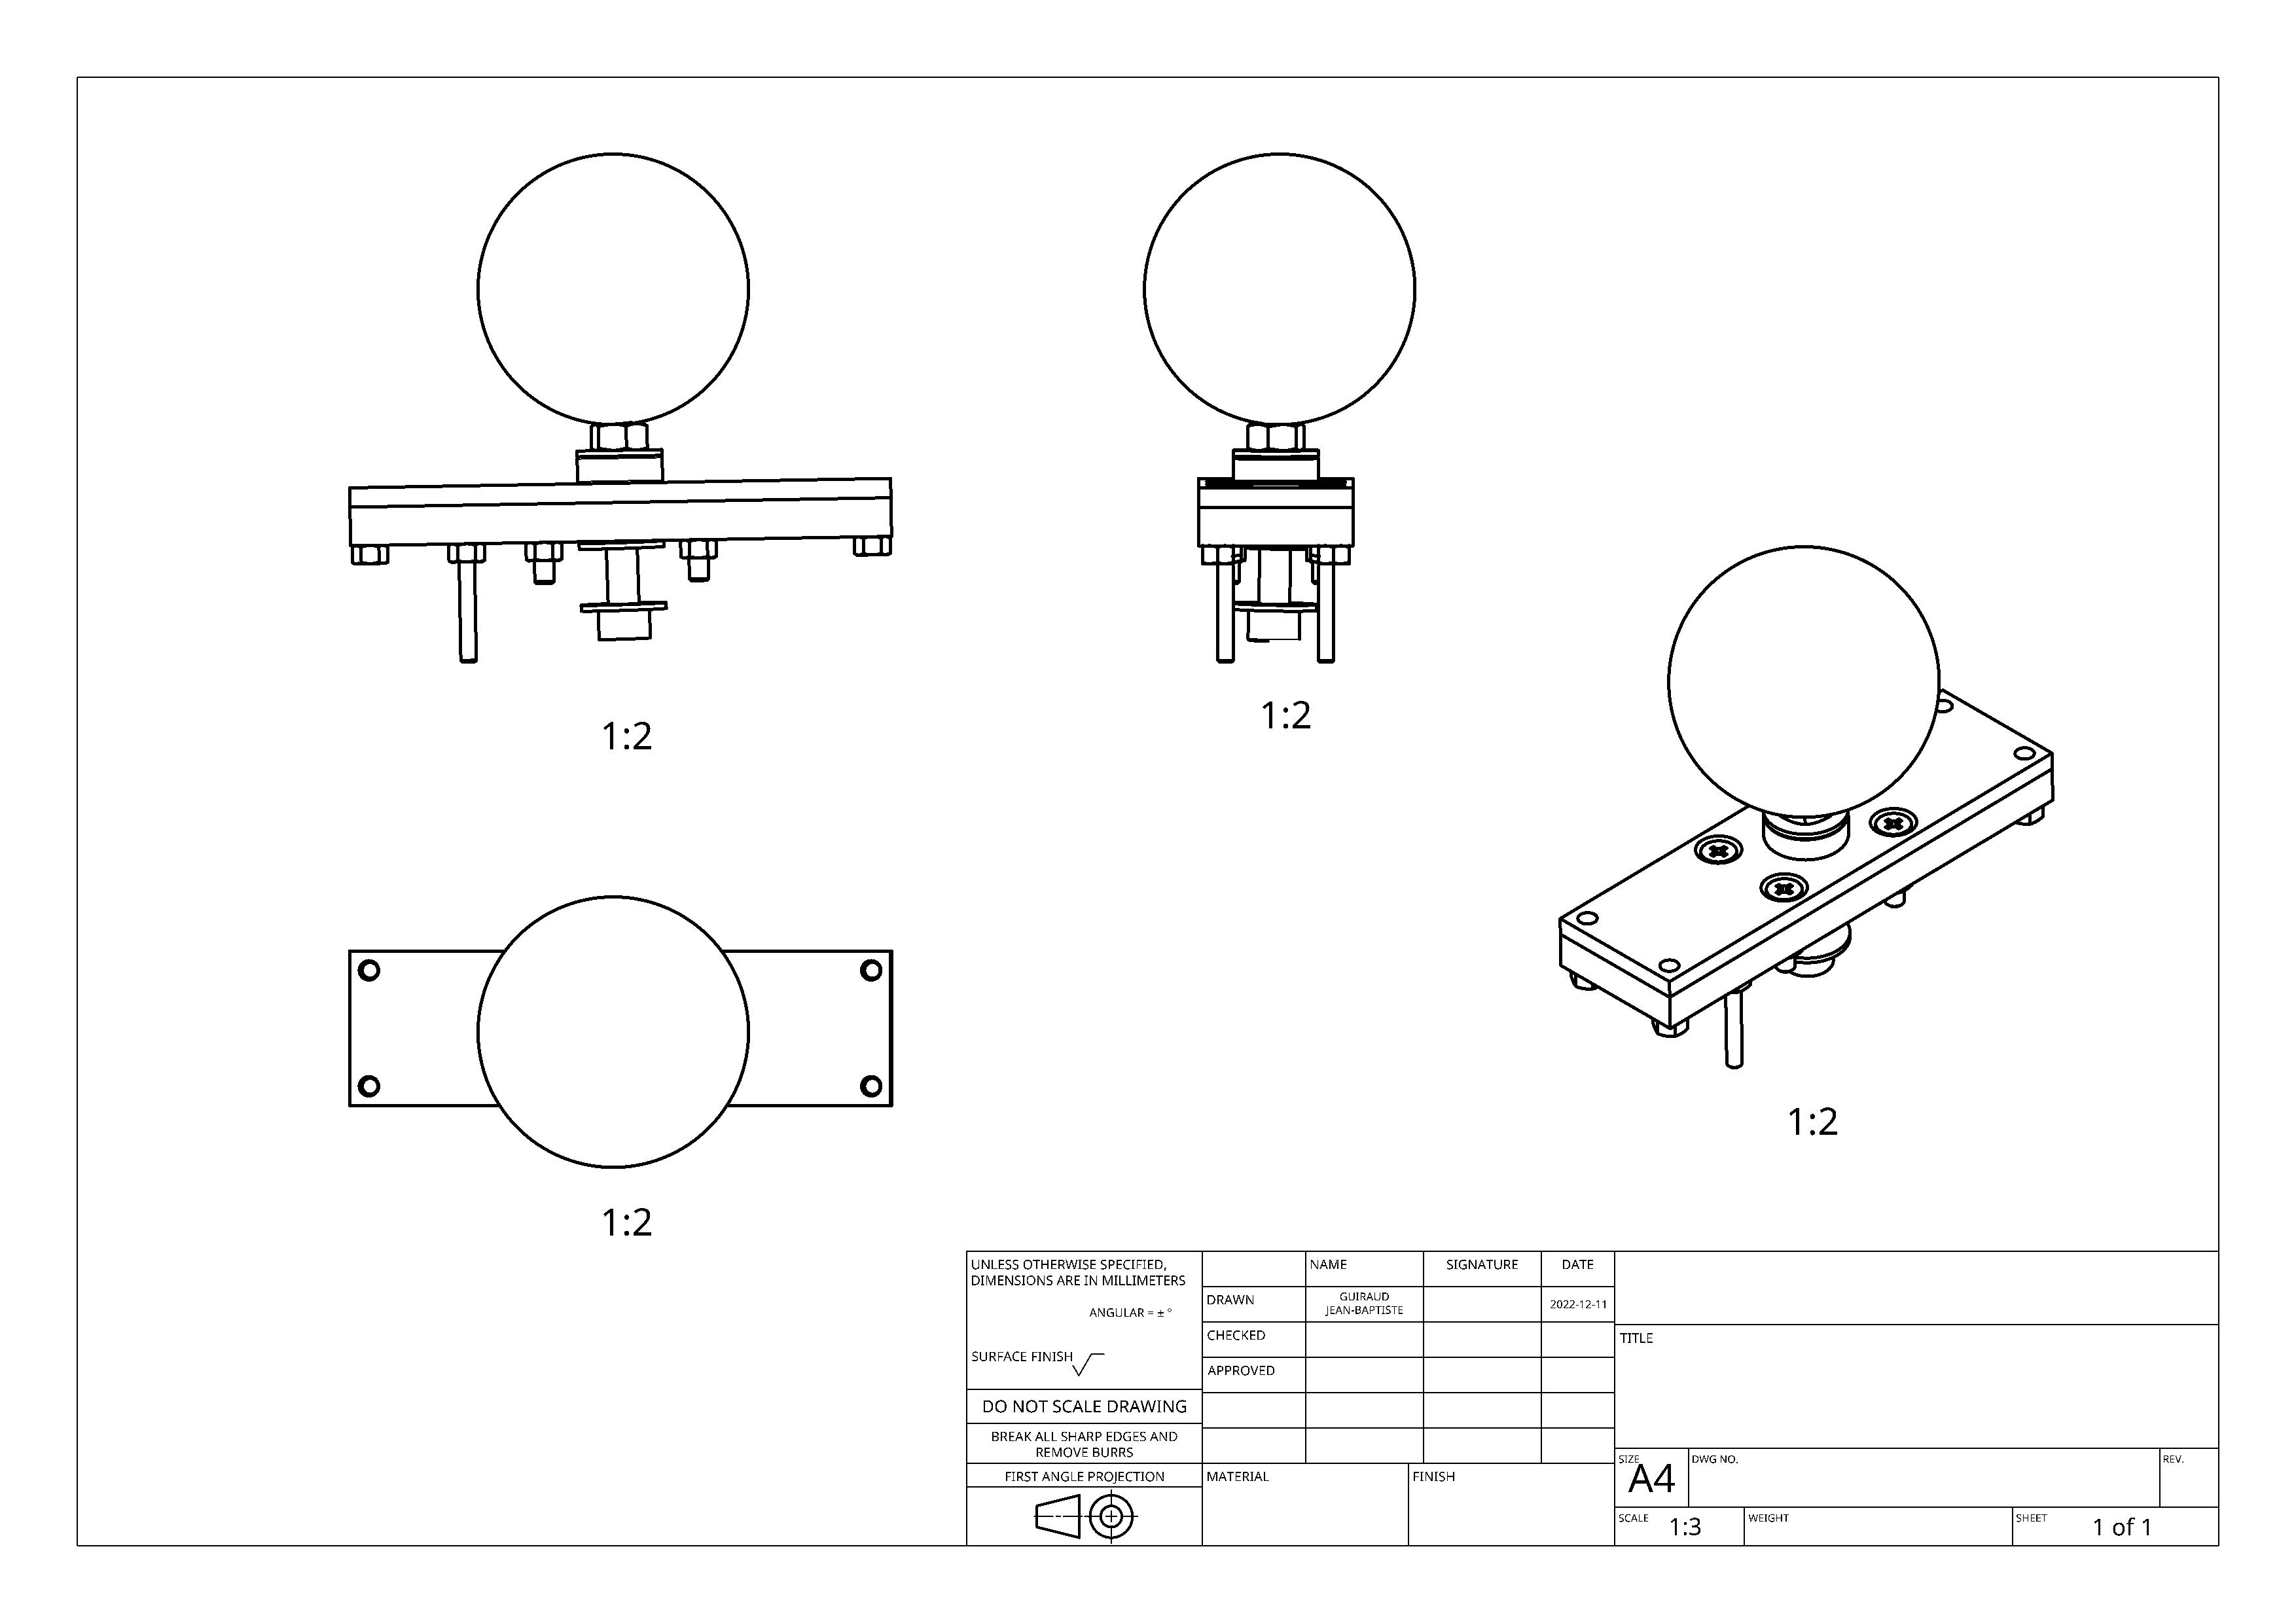 1:2
1:2
1:2
1:2
UNLESS OTHERWISE SPECIFIED,
DIMENSIONS ARE IN MILLIMETERS
ANGULAR = ± °
SURFACE FINISH
DO NOT SCALE DRAWING
BREAK ALL SHARP EDGES AND
REMOVE BURRS
FIRST ANGLE PROJECTION
NAME
SIGNATURE
DATE
DRAWN
GUIRAUD
JEAN-BAPTISTE
2022-12-11
CHECKED
APPROVED
MATERIAL
FINISH
TITLE
SIZE
A4
DWG NO.
REV.
SCALE
1:3
WEIGHT
SHEET
1 of 1